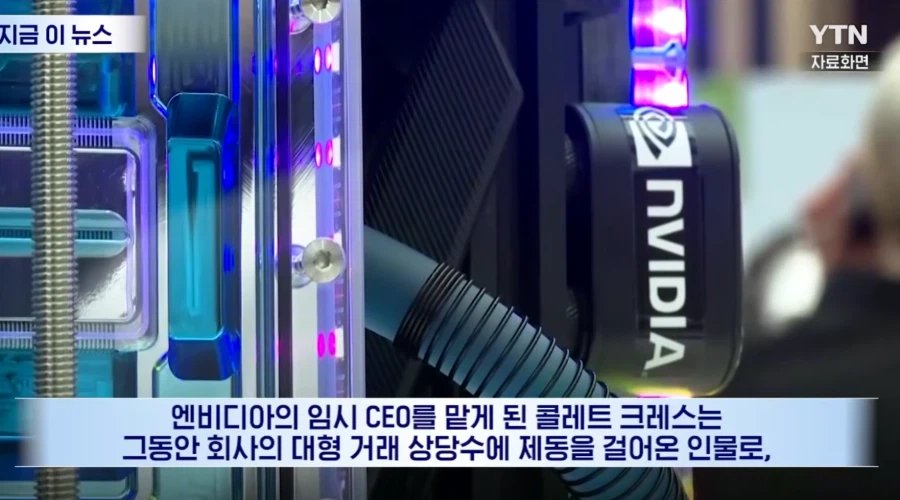 지금 이 뉴스
YTN
자료화면
NVIDIA
엔비디아의 임시 CEO를 맡게 된 콜레트 크레스는
그동안 회사의 대형 거래 상당수에 제동을 걸어온 인물로,